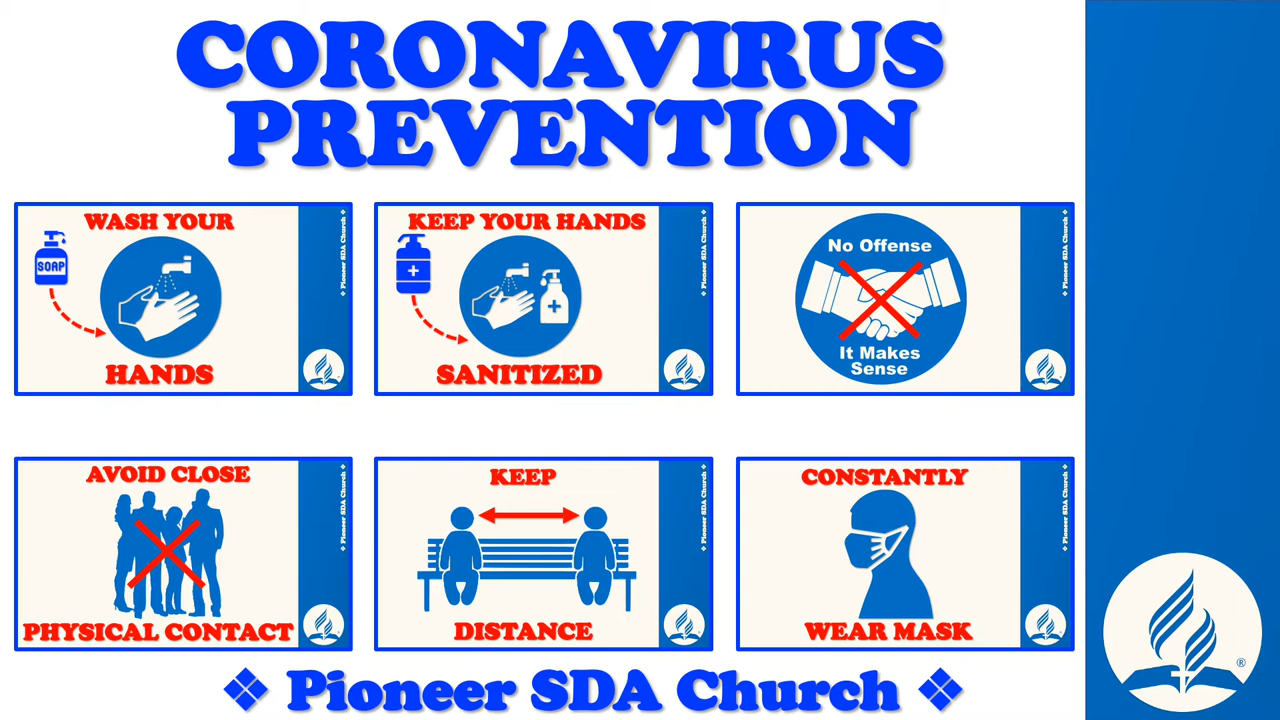 CORONAVIRUS
PREVENTION
WASH YOUR
SOAP
HANDS
❖ Pioneer SDA Church ❖
KEEP YOUR HANDS
SANITIZED
❖ Pioneer SDA Church ❖
No Offense
It Makes
Sense
❖ Pioneer SDA Church ❖
AVOID CLOSE
PHYSICAL CONTACT
❖ Pioneer SDA Church ❖
KEEP
DISTANCE
❖ Pioneer SDA Church ❖
CONSTANTLY
WEAR MASK
❖ Pioneer SDA Church ❖
❖ Pioneer SDA Church ❖
®